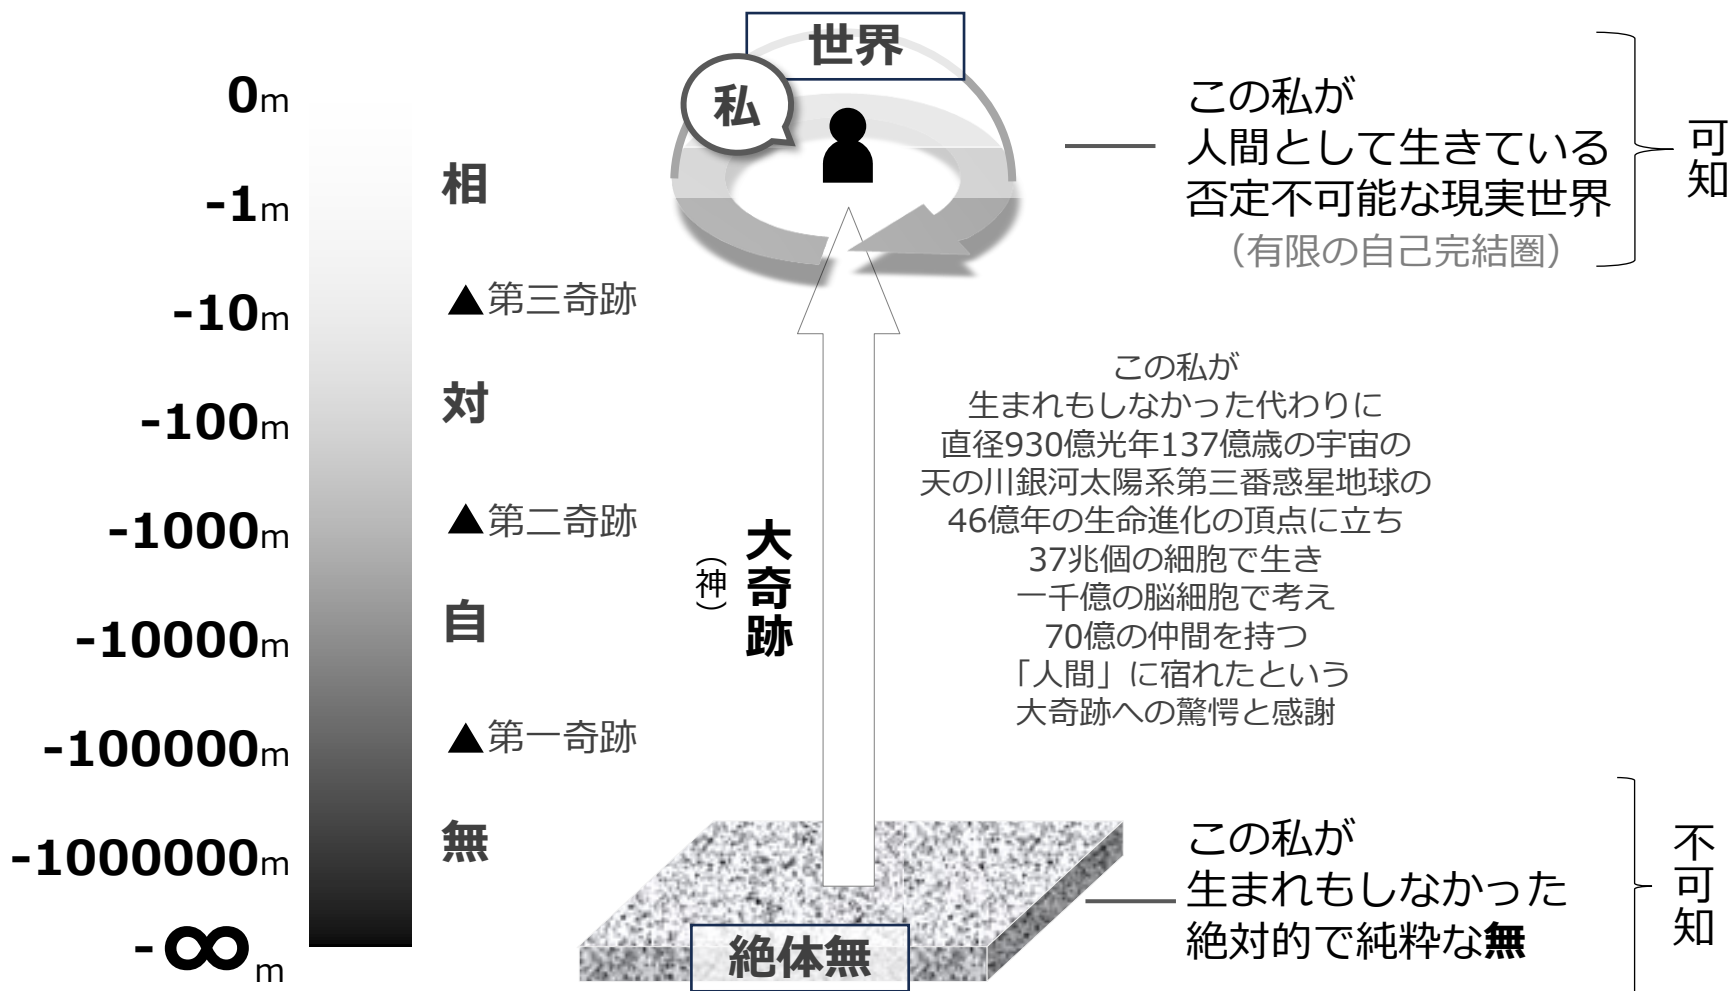 0m
-1m
-10m
-100m
-1000m
-10000m
-100000m
-1000000m
-∞m
相
▲第三奇跡
対
▲第二奇跡
自
▲第一奇跡
無
世界
私
大奇跡
（神）
絶体無
この私が
人間として生きている
否定不可能な現実世界
（有限の自己完結圏）
可知
この私が
生まれもしなかった代わりに
直径930億光年137億歳の宇宙の
天の川銀河太陽系第三番惑星地球の
46億年の生命進化の頂点に立ち
37兆個の細胞で生き
一千億の脳細胞で考え
70億の仲間を持つ
「人間」に宿れたという
大奇跡への驚愕と感謝
この私が
生まれもしなかった
絶対的で純粋な無
不可知